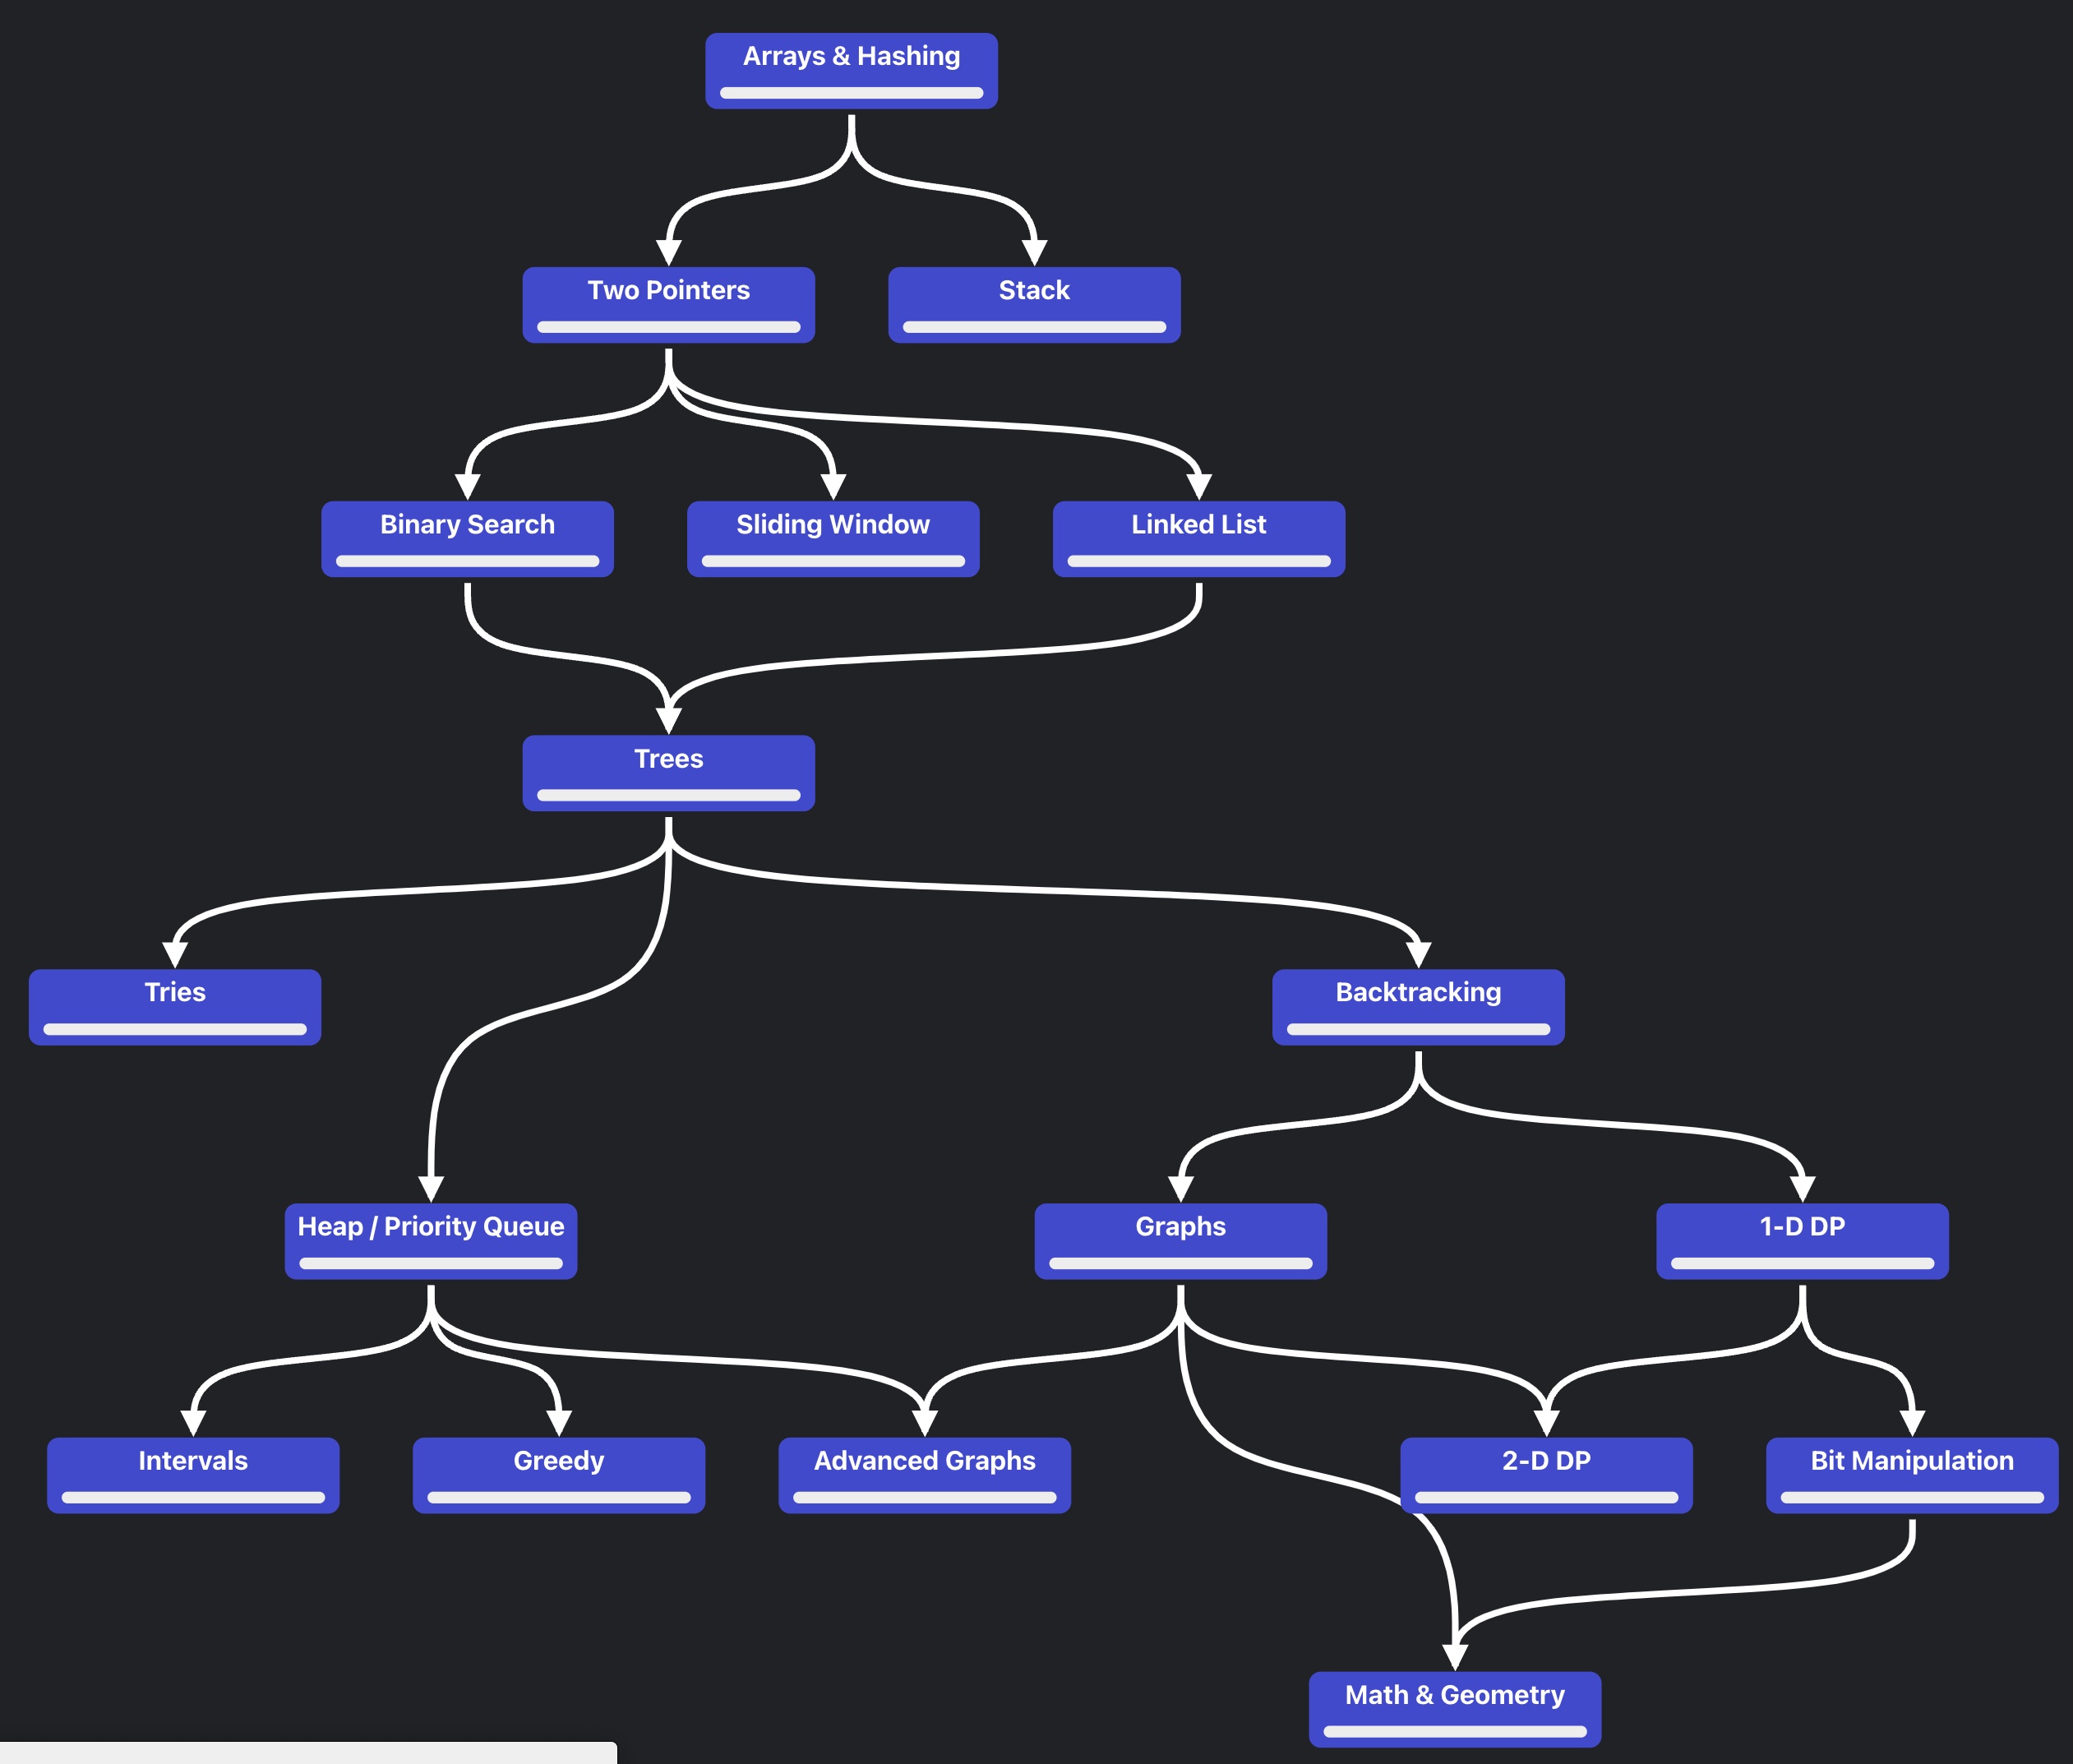 Arrays & Hashing
Two Pointers
Stack
Binary Search
Sliding Window
Linked List
Trees
Tries
Backtracking
Heap / Priority Queue
Graphs
1-D DP
Intervals
Greedy
Advanced Graphs
2-D DP
Bit Manipulation
Math & Geometry